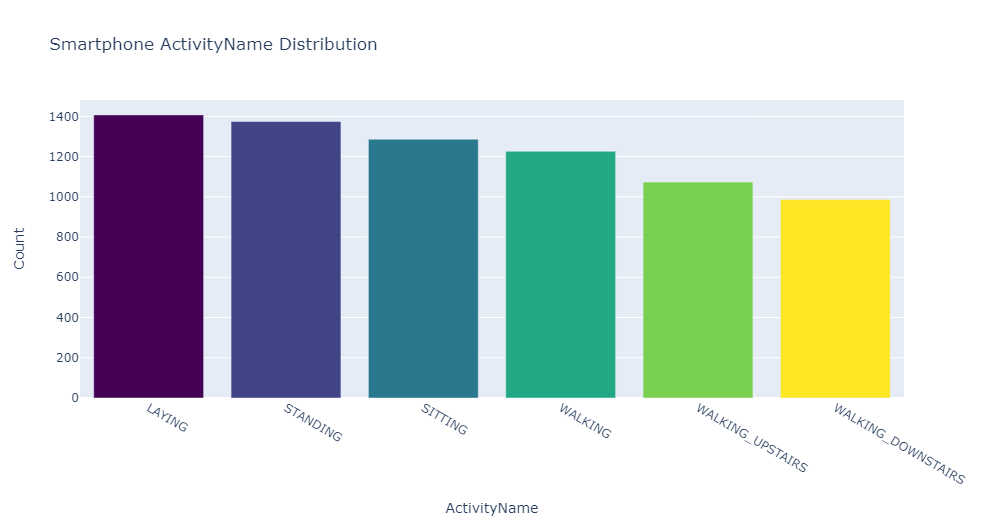 Smartphone ActivityName Distribution
1400
1200
1000
800
600
400
200
0
Count
LAYING
STANDING
SITTING
WALKING
WALKING_UPSTAIRS
WALKING_DOWNSTAIRS
ActivityName